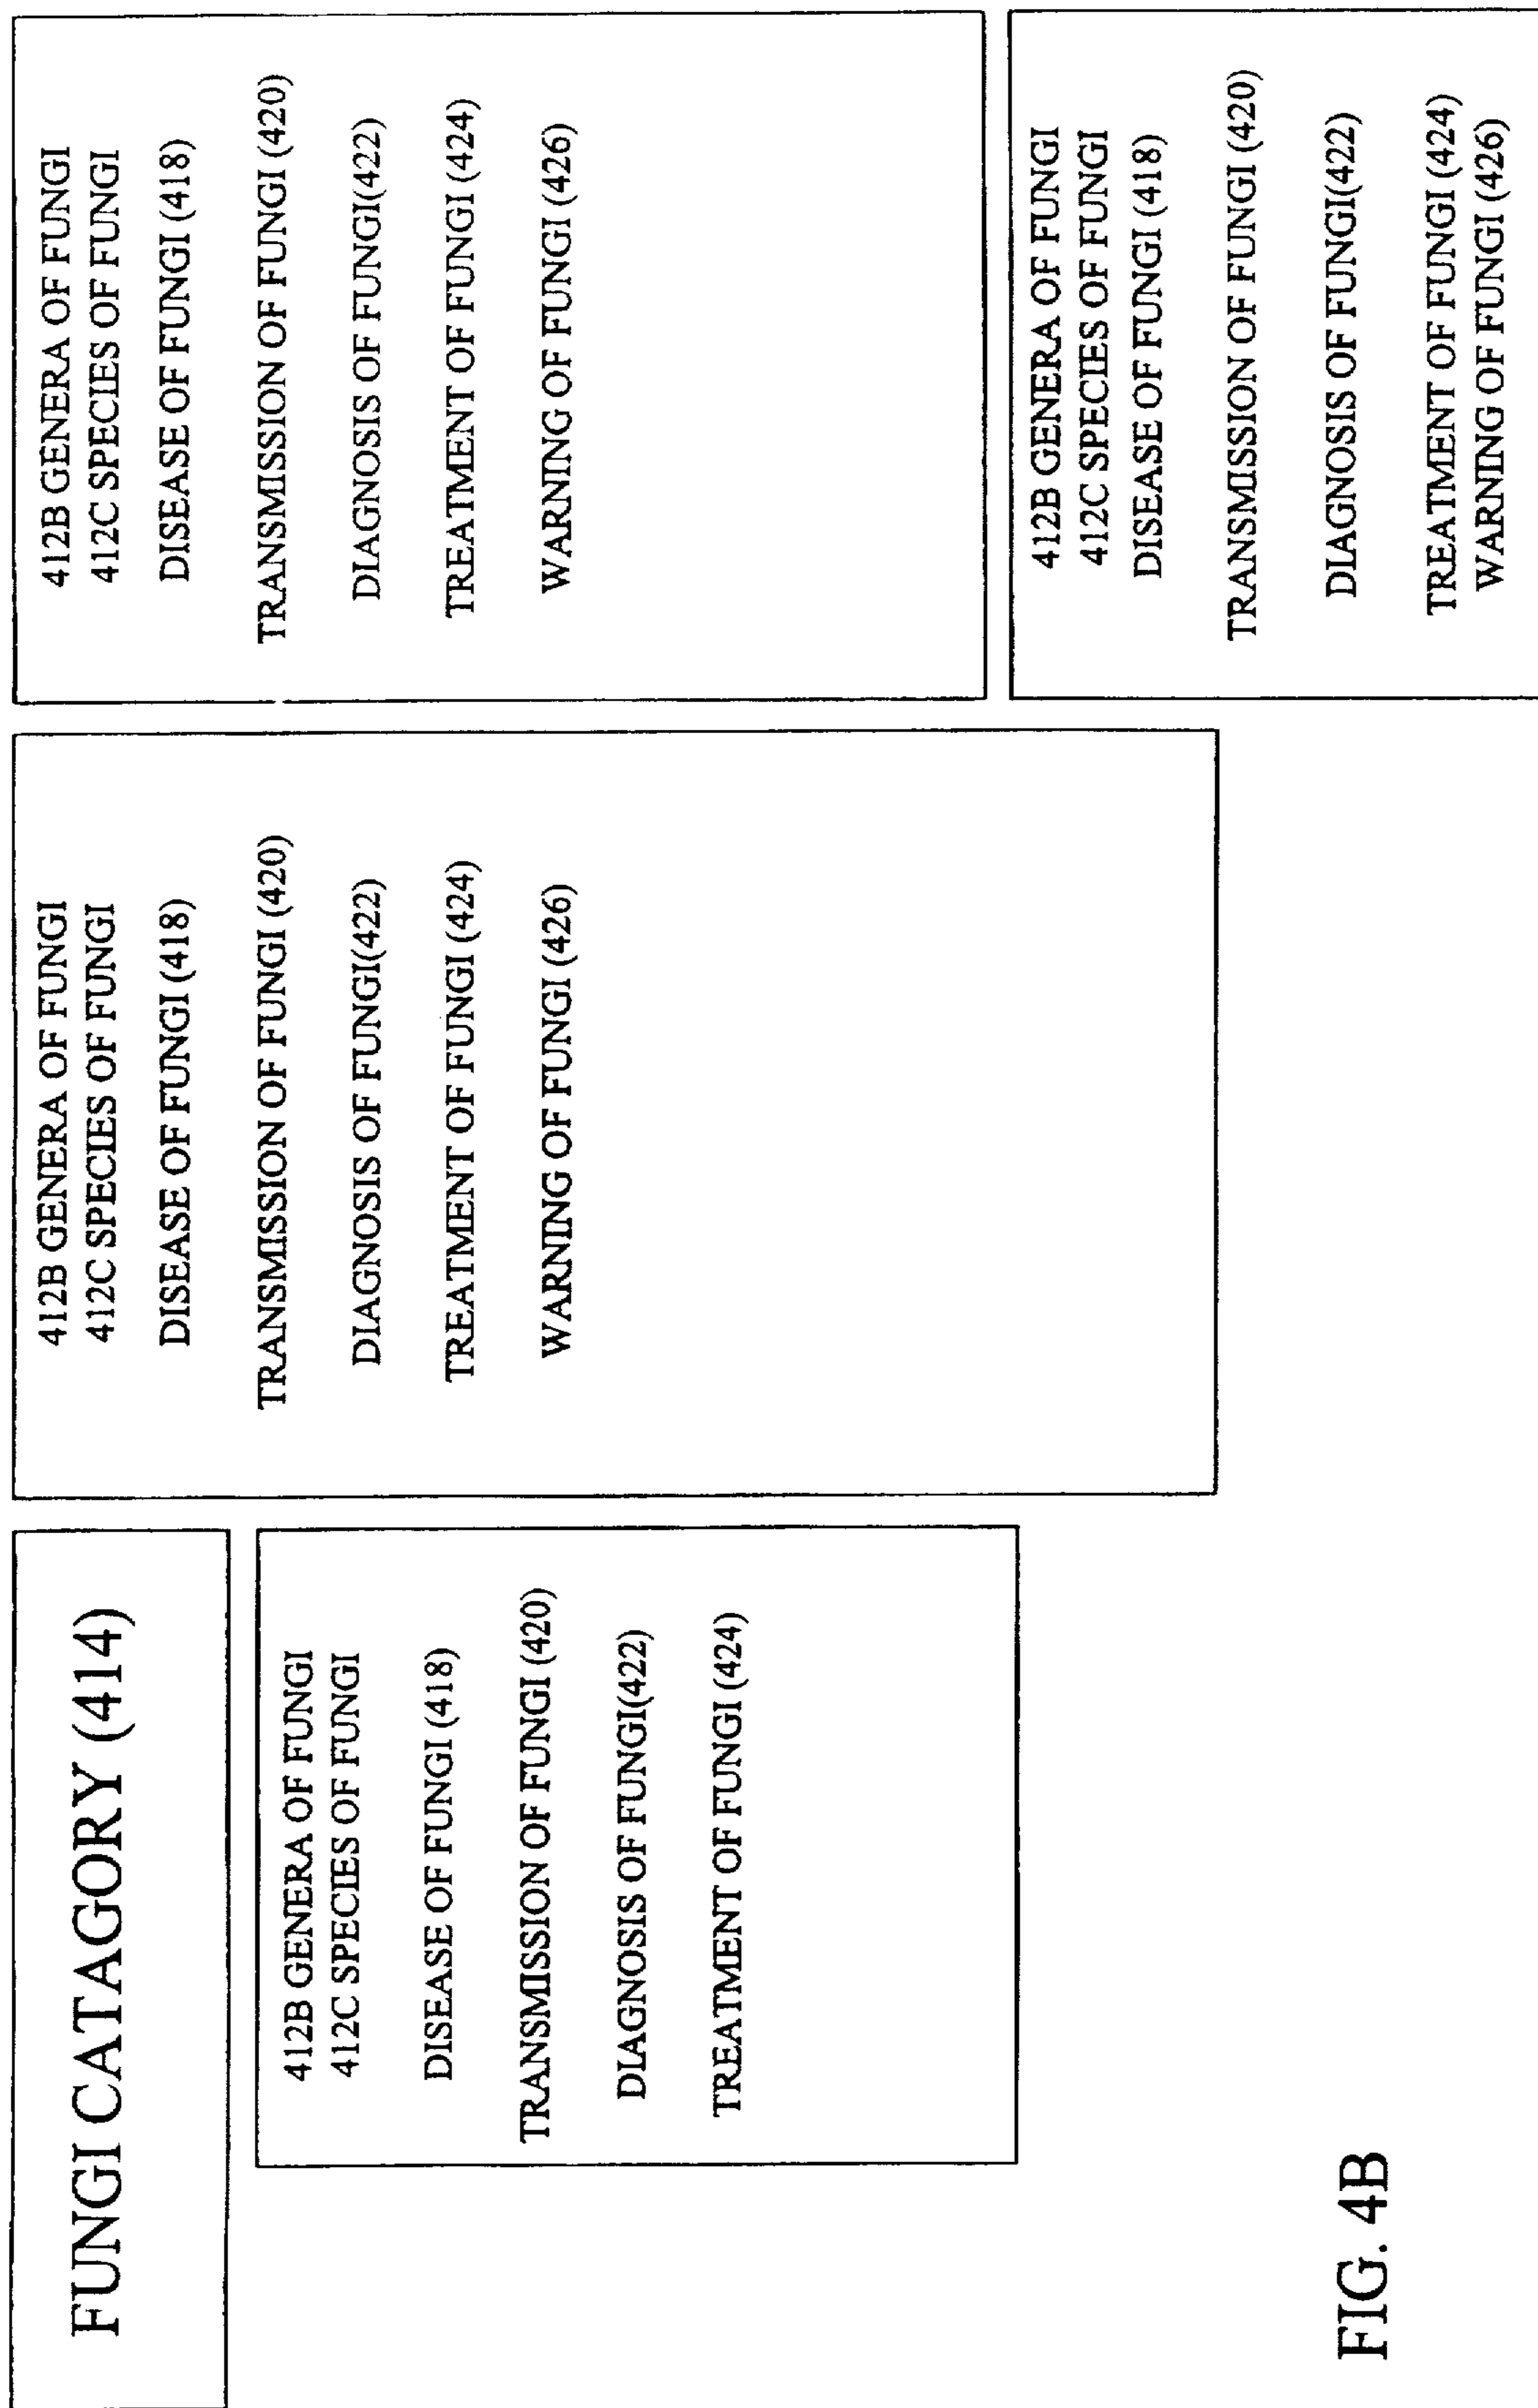 FUNGI CATAGORY (414)
412B GENERA OF FUNGI
412C SPECIES OF FUNGI
DISEASE OF FUNGI (418)
TRANSMISSION OF FUNGI (420)
DIAGNOSIS OF FUNGI(422)
TREATMENT OF FUNGI (424)
412B GENERA OF FUNGI
412C SPECIES OF FUNGI
DISEASE OF FUNGI (418)
TRANSMISSION OF FUNGI (420)
DIAGNOSIS OF FUNGI(422)
TREATMENT OF FUNGI (424)
WARNING OF FUNGI (426)
412B GENERA OF FUNGI
412C SPECIES OF FUNGI
DISEASE OF FUNGI (418)
TRANSMISSION OF FUNGI (420)
DIAGNOSIS OF FUNGI(422)
TREATMENT OF FUNGI (424)
WARNING OF FUNGI (426)
412B GENERA OF FUNGI
412C SPECIES OF FUNGI
DISEASE OF FUNGI (418)
TRANSMISSION OF FUNGI (420)
DIAGNOSIS OF FUNGI(422)
TREATMENT OF FUNGI (424)
WARNING OF FUNGI (426)
FIG. 4B